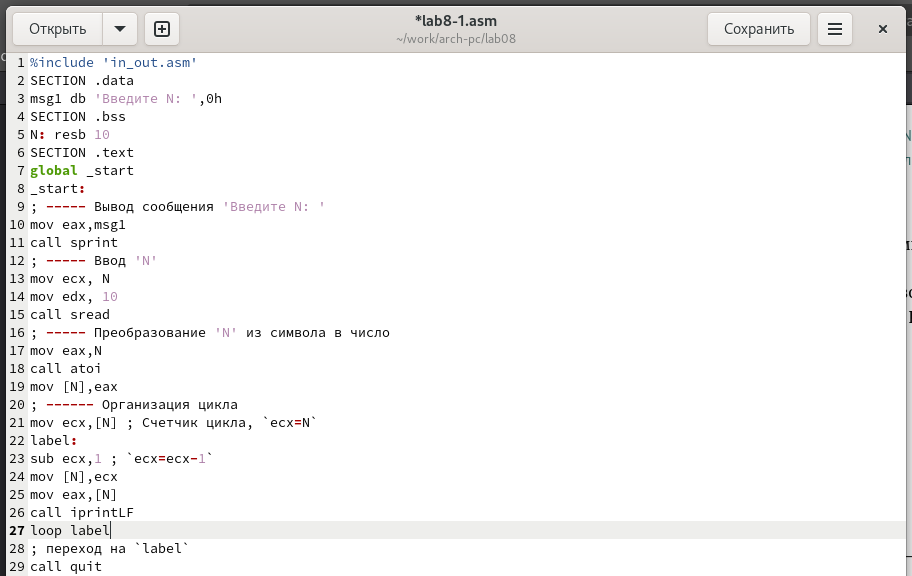 Открыть
*lab8-1.asm
~/work/arch-pc/lab08
Сохранить
1 %include 'in_out.asm'
2 SECTION .data
3 msg1 db 'Введите N: ',0h
4 SECTION .bss
5 N: resb 10
6 SECTION .text
7 global _start
8 _start:
9 ; ----- Вывод сообщения 'Введите N: '
10 mov eax,msg1
11 call sprint
12 ; ----- Ввод 'N'
13 mov ecx, N
14 mov edx, 10
15 call sread
16 ; ----- Преобразование 'N' из символа в число
17 mov eax,N
18 call atoi
19 mov [N],eax
20 ; ------ Организация цикла
21 mov ecx,[N] ; Счетчик цикла, `ecx=N`
22 label:
23 sub ecx,1 ; `ecx=ecx-1`
24 mov [N],ecx
25 mov eax,[N]
26 call iprintLF
27 loop label
28 ; переход на `label`
29 call quit